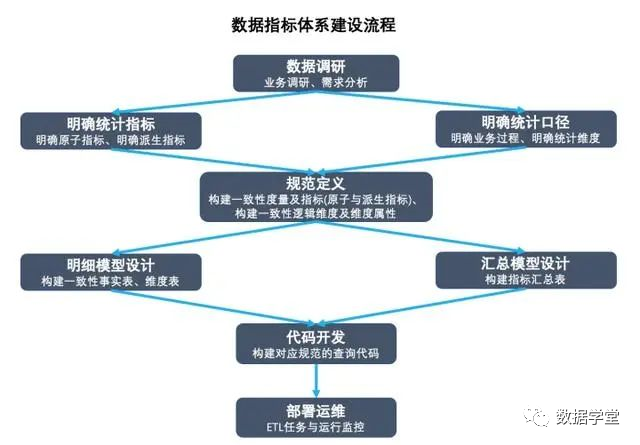 数据指标体系建设流程
数据调研
业务调研、需求分析
明确统计指标
明确原子指标、明确派生指标
明确统计口径
明确业务过程、明确统计维度
规范定义
构建一致性度量及指标(原子与派生指标)、
构建一致性逻辑维度及维度属性
明细模型设计
构建一致性事实表、维度表
汇总模型设计
构建指标汇总表
代码开发
构建对应规范的查询代码
部署运维
ETL任务与运行监控
数据学堂